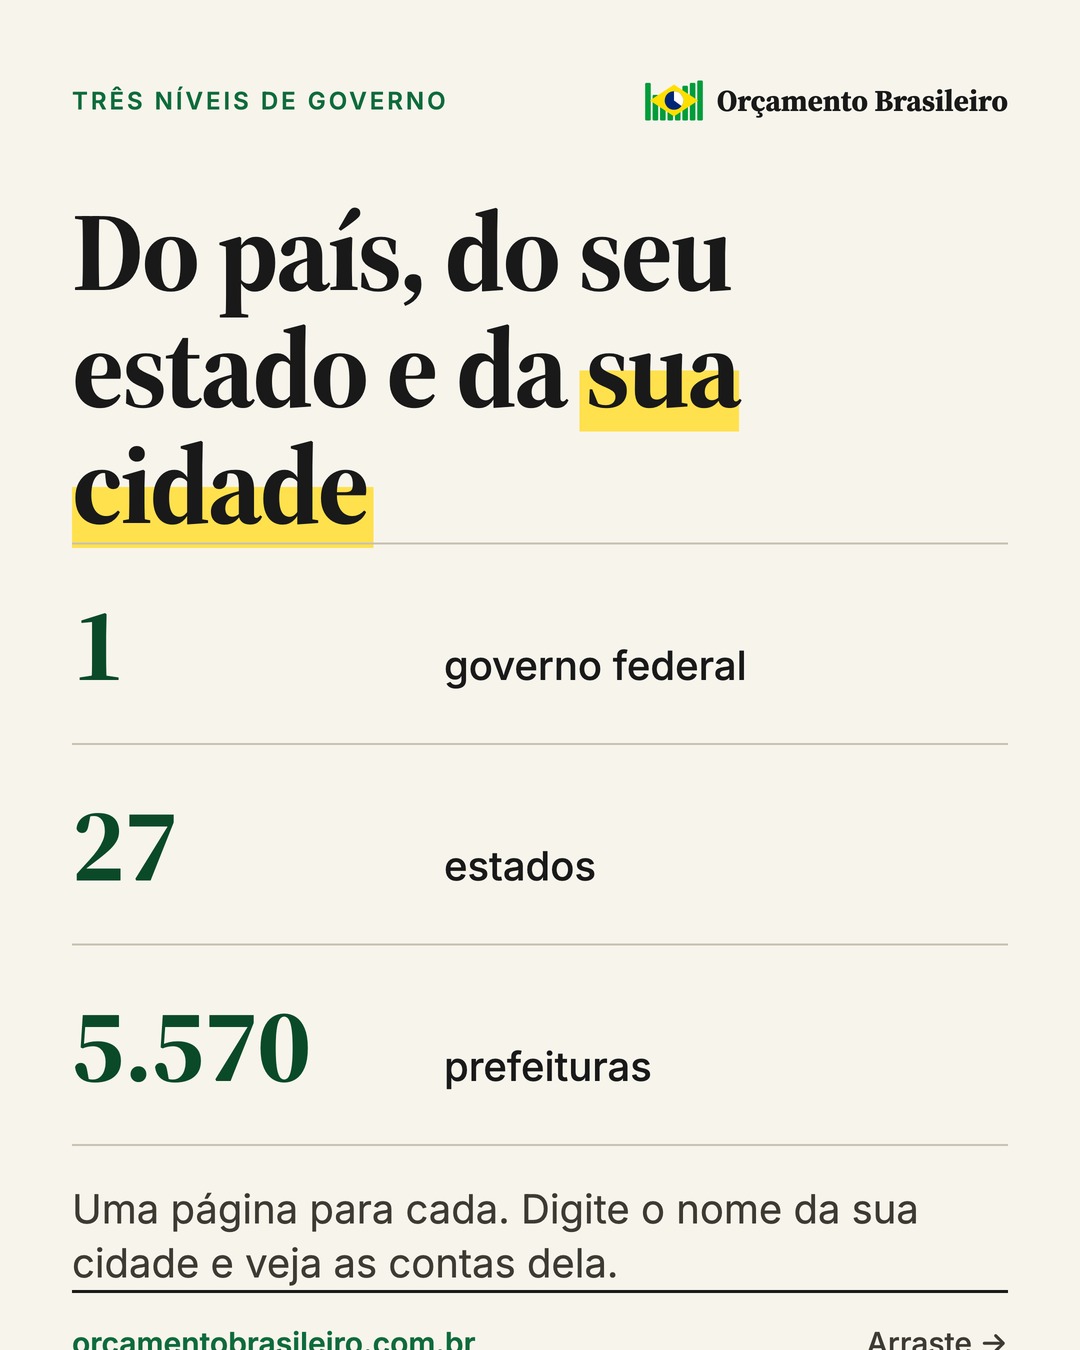 TRÊS NÍVEIS DE GOVERNO
Orçamento Brasileiro
Do país, do seu
estado e da sua
cidade
1 governo federal
27 estados
5.570 prefeituras
Uma página para cada. Digite o nome da sua
cidade e veja as contas dela.
orcamentobrasileiro.com.br
Arraste →